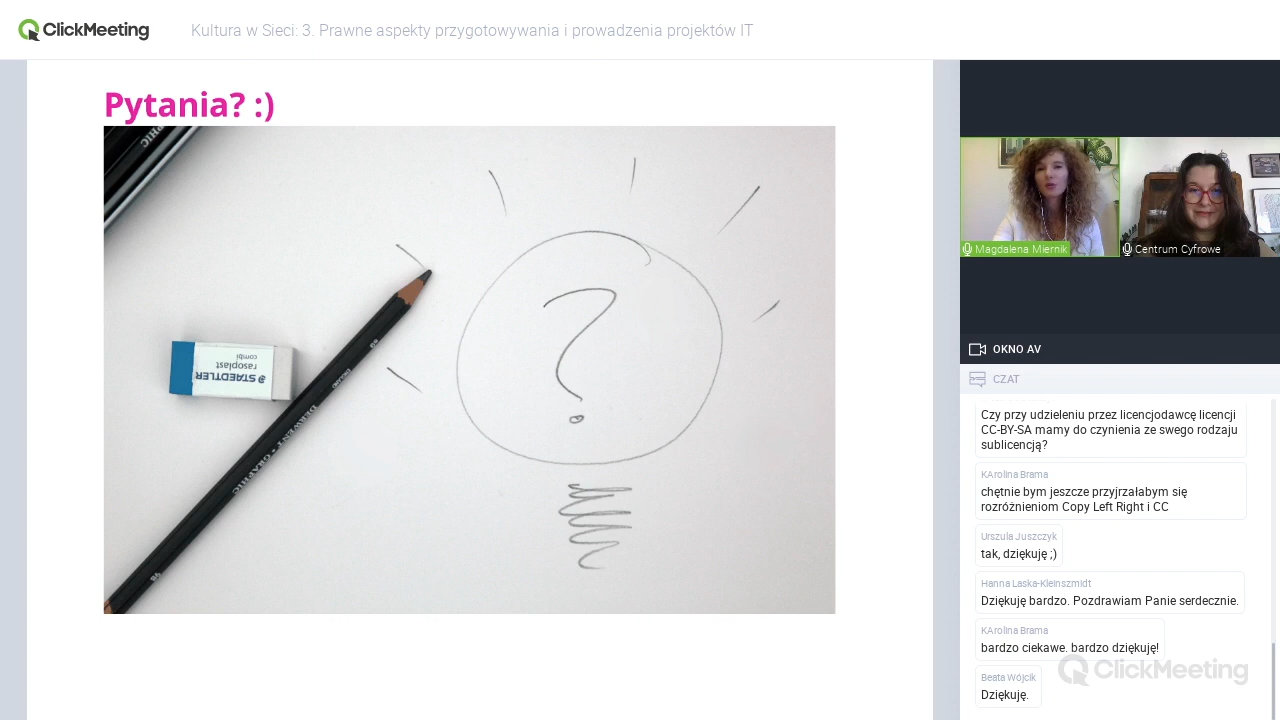 ClickMeeting
Kultura w Sieci: 3. Prawne aspekty przygotowywania i prowadzenia projektów IT
Pytania? :)
?
STAEDTLER
rasoplast
combi
DERWENT - GRAPHIC
Magdalena Miernik
Centrum Cyfrowe
OKNO AV
CZAT
Czy przy udzieleniu przez licencjodawcę licencji
CC-BY-SA mamy do czynienia ze swego rodzaju
sublicencją?
KArolina Brama
chętnie bym jeszcze przyjrzałabym się
rozróżnieniom Copy Left Right i CC
Urszula Juszczyk
tak, dziękuję ;)
Hanna Laska-Kleinszmidt
Dziękuję bardzo. Pozdrawiam Panie serdecznie.
KArolina Brama
bardzo ciekawe. bardzo dziękuję!
Beata Wójcik
Dziękuję.
ClickMeeting